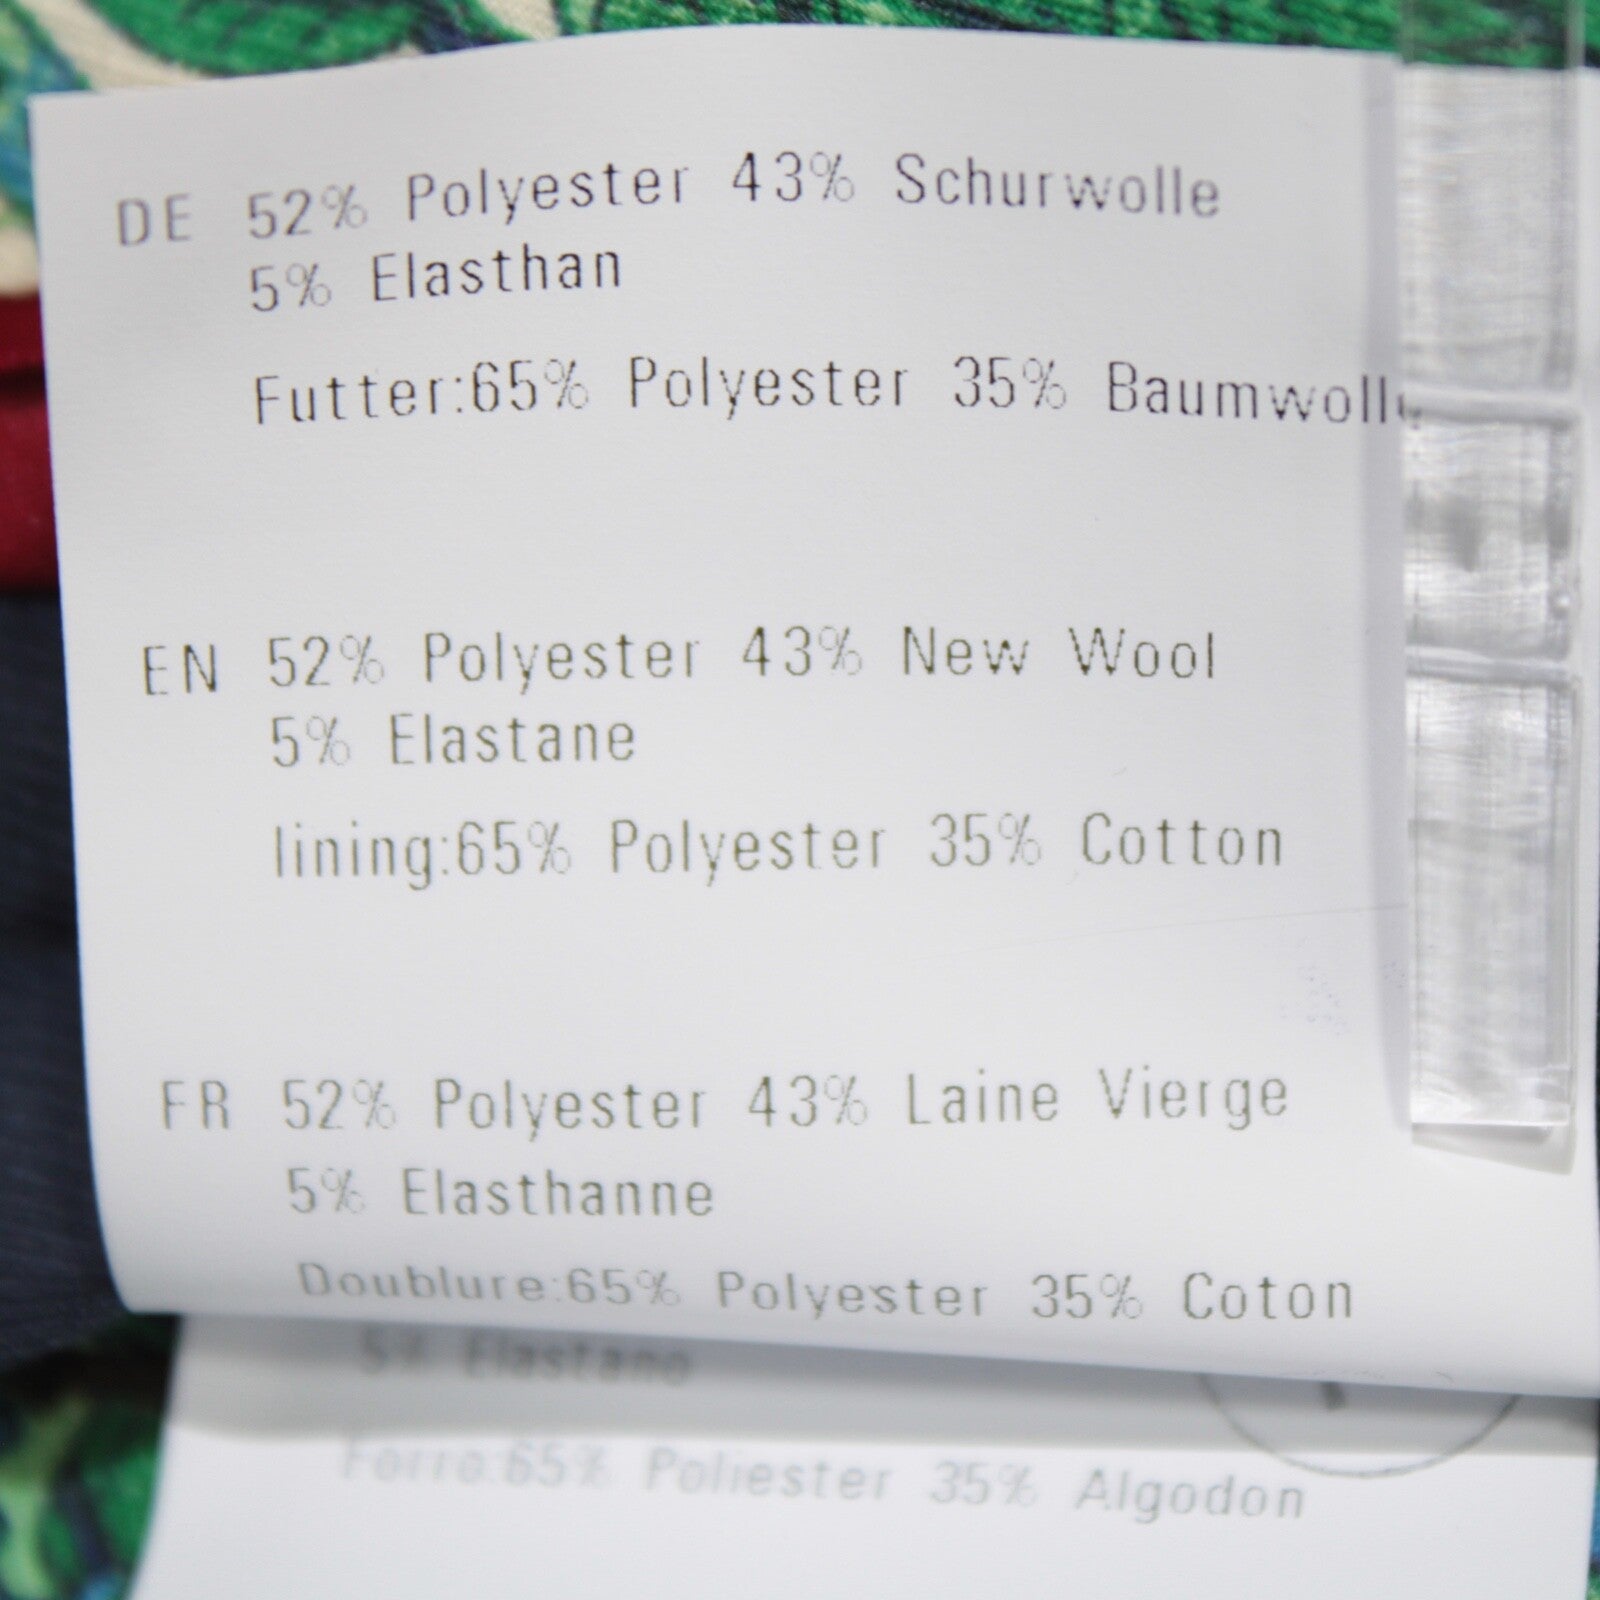 DE 52% Polyester 43% Schurwolle
5% Elasthan
Futter:65% Polyester 35% Baumwolle
EN 52% Polyester 43% New Wool
5% Elastane
lining:65% Polyester 35% Cotton
FR 52% Polyester 43% Laine Vierge
5% Elasthanne
Doublure:65% Polyester 35% Coton
5% Elastano
Forro:65% Poliester 35% Algodon